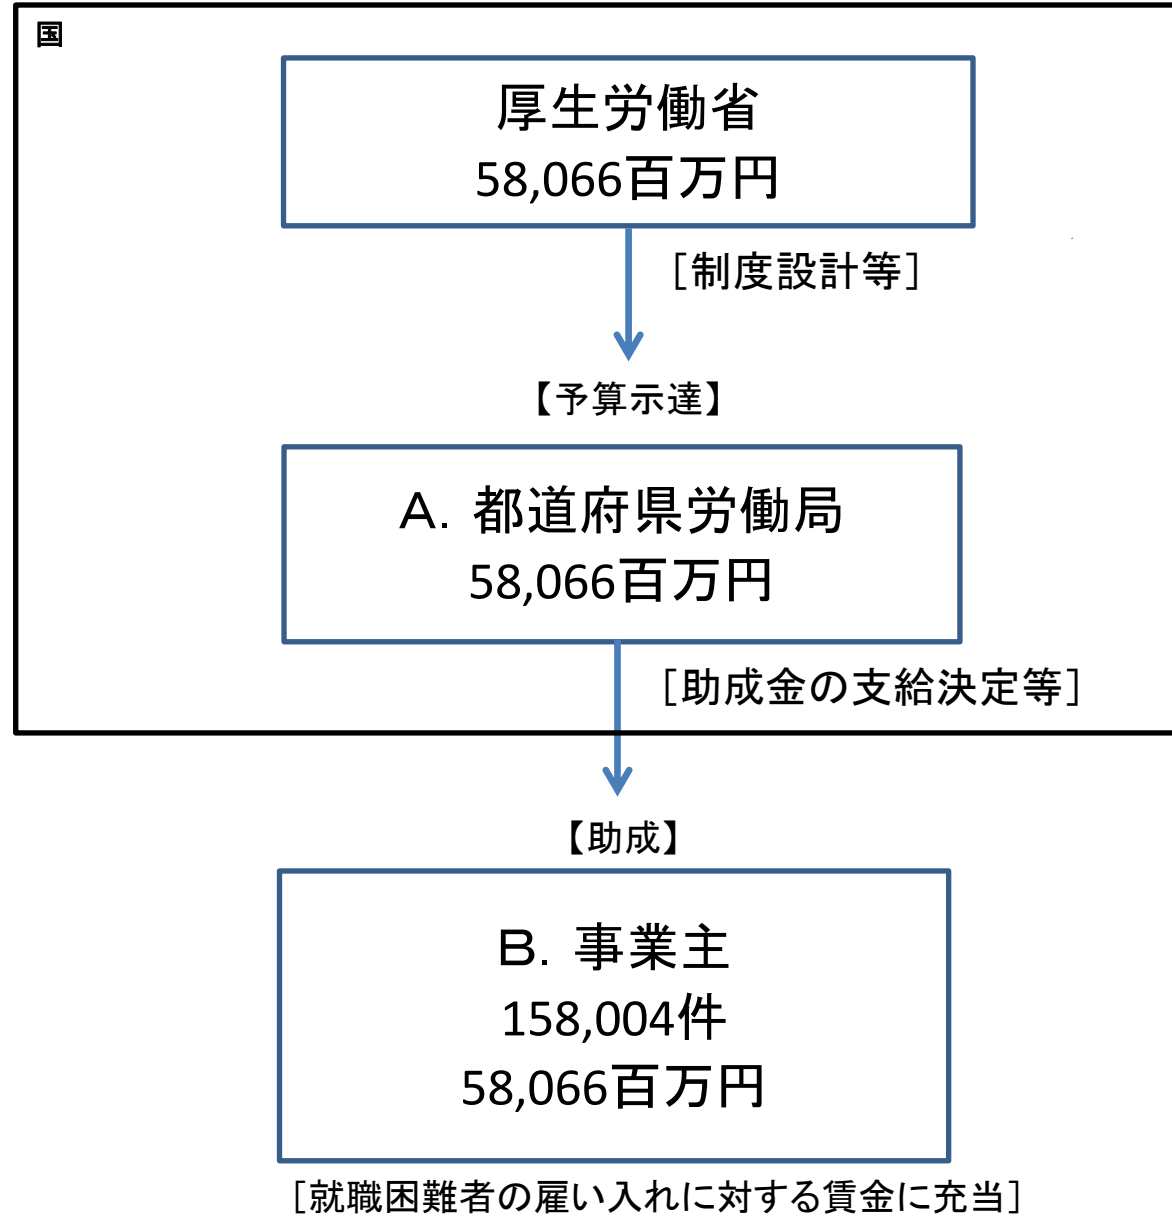 国
厚生労働省
58,066百万円
［制度設計等］
【予算示達】
Ａ．都道府県労働局
58,066百万円
［助成金の支給決定等］
【助成】
Ｂ．事業主
158,004件
58,066百万円
［就職困難者の雇い入れに対する賃金に充当］